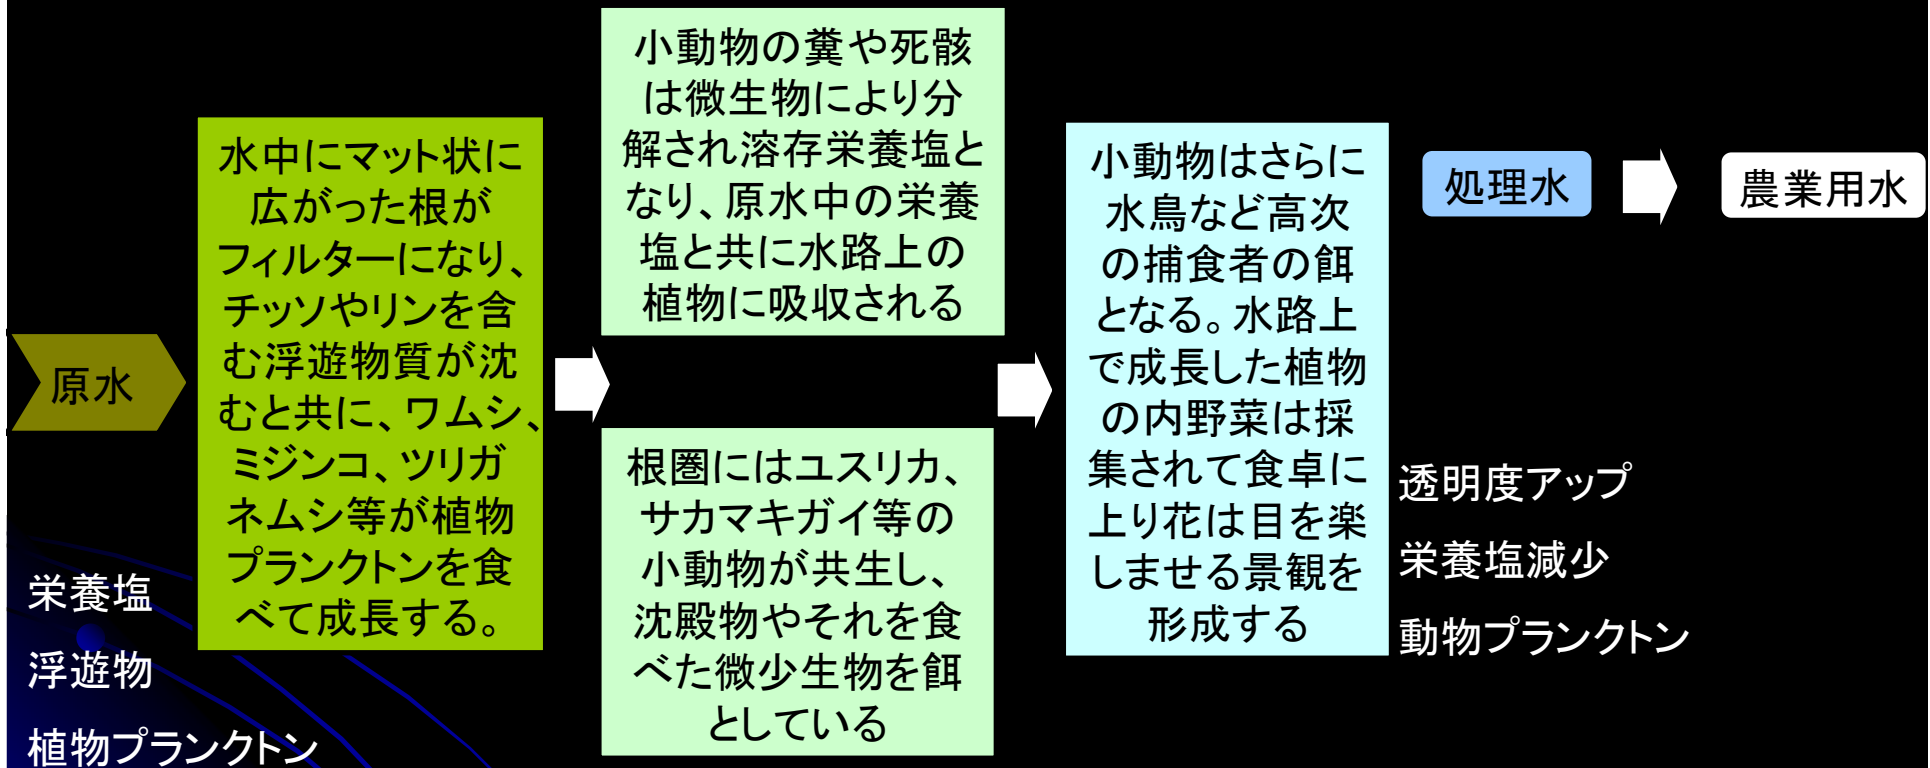 原水
栄養塩
浮遊物
植物プランクトン
水中にマット状に
広がった根が
フィルターになり、
チッソやリンを含
む浮遊物質が沈
むと共に、ワムシ、
ミジンコ、ツリガ
ネムシ等が植物
プランクトンを食
べて成長する。
小動物の糞や死骸
は微生物により分
解され溶存栄養塩と
なり、原水中の栄養
塩と共に水路上の
植物に吸収される
根圏にはユスリカ、
サカマキガイ等の
小動物が共生し、
沈殿物やそれを食
べた微少生物を餌
としている
小動物はさらに
水鳥など高次
の捕食者の餌
となる。水路上
で成長した植物
の内野菜は採
集されて食卓に
上り花は目を楽
しませる景観を
形成する
処理水
農業用水
透明度アップ
栄養塩減少
動物プランクトン